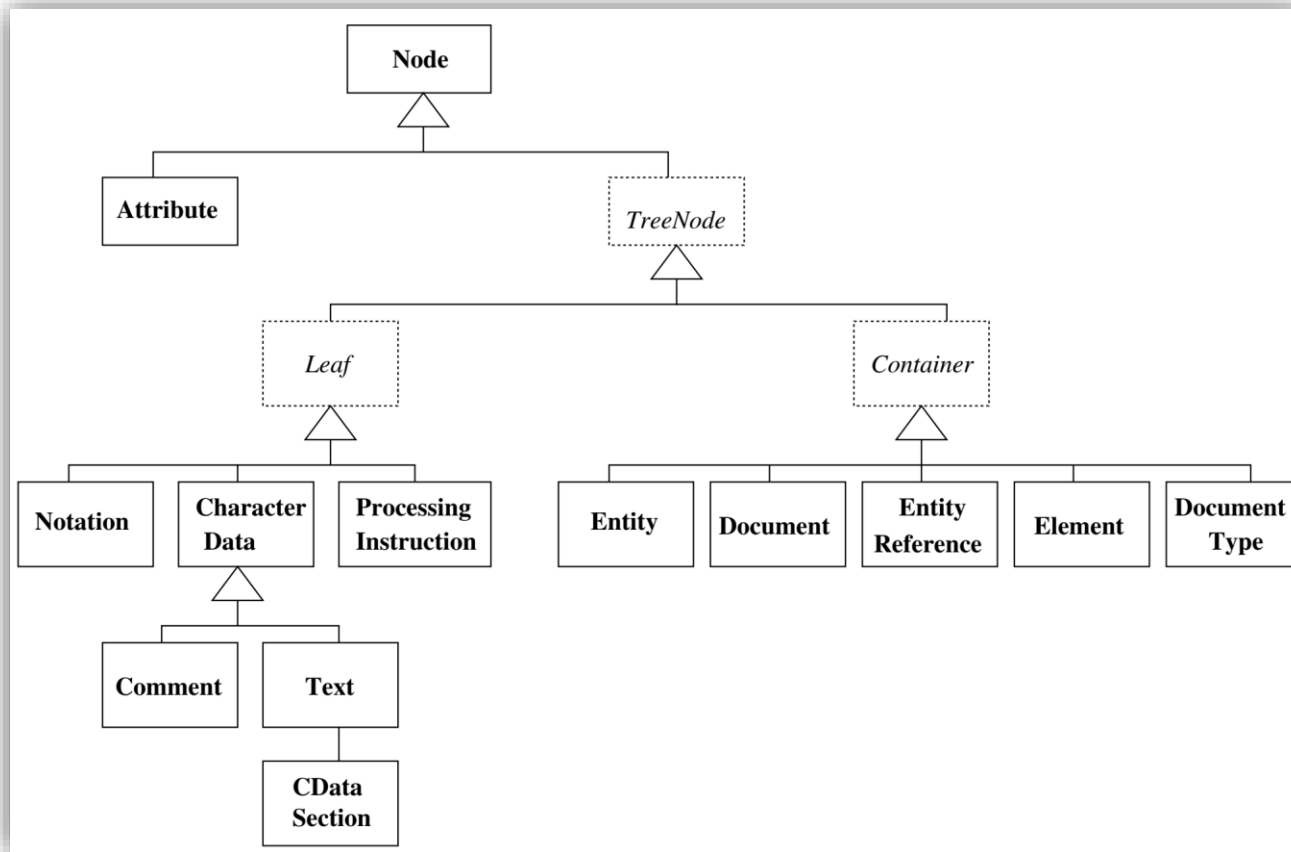 Node
Attribute
TreeNode
Leaf
Container
Notation
Character
Data
Processing
Instruction
Entity
Document
Entity
Reference
Element
Document
Type
Comment
Text
CData
Section